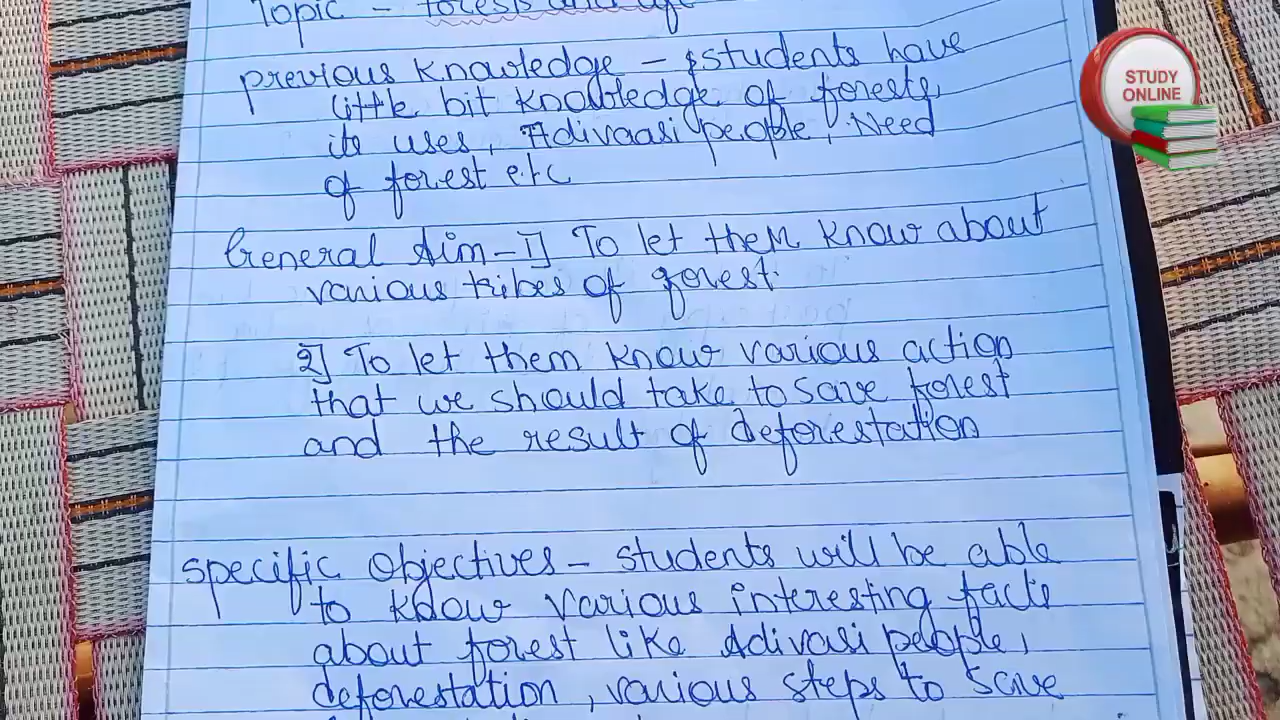 Topic - forests and
previous knowledge - students have
little bit knowledge of forests,
its uses, Adivaasi people, Need
of forest etc
General Aim-1] To let them know about
various tribes of forest.
2] To let them know various action
that we should take to save forest
and the result of deforestation
Specific Objectives - students will be able
to know various interesting facts
about forest like Adivasi people,
deforestation, various steps to save
STUDY
ONLINE